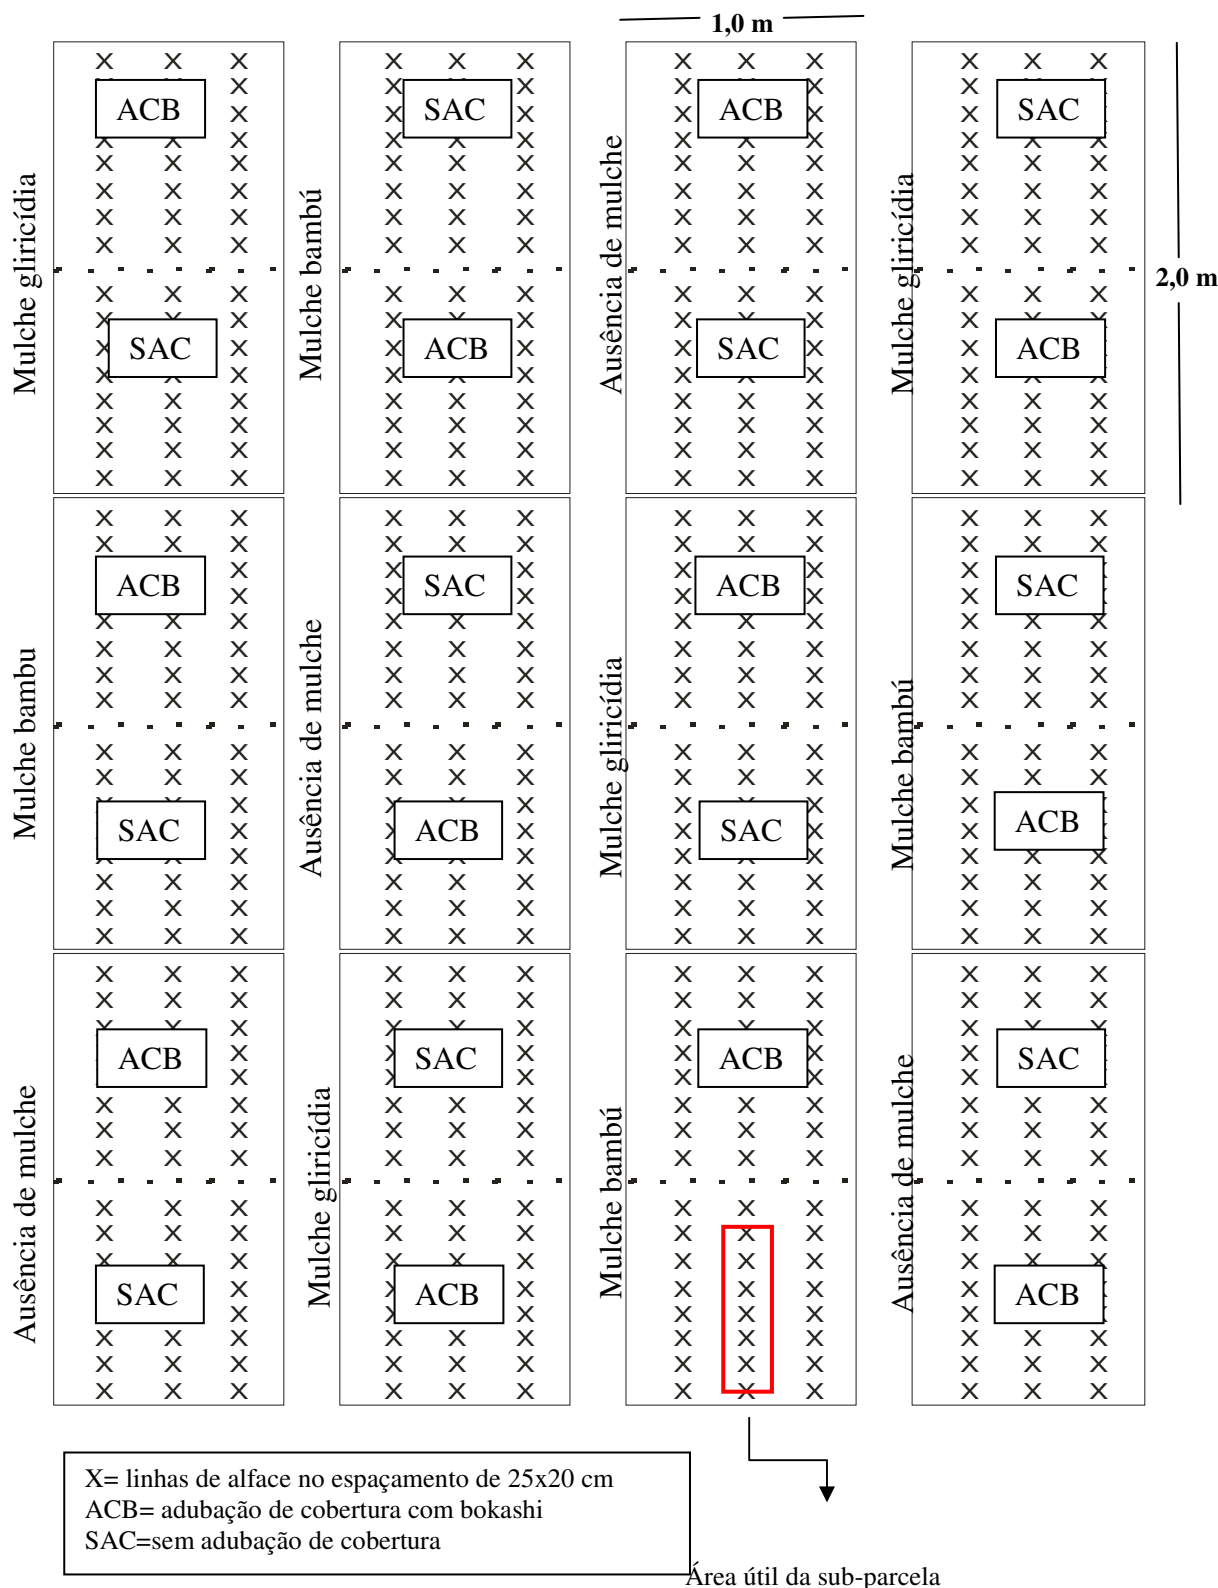 1,0 m
ACB
SAC
ACB
SAC
Mulche gliricídia
Mulche bambú
Ausência de mulche
Mulche gliricídia
2,0 m
SAC
ACB
SAC
ACB
ACB
SAC
ACB
SAC
Mulche bambu
Ausência de mulche
Mulche gliricídia
Mulche bambú
SAC
ACB
SAC
ACB
ACB
SAC
ACB
SAC
Ausência de mulche
Mulche gliricídia
Mulche bambú
Ausência de mulche
SAC
ACB
ACB
X= linhas de alface no espaçamento de 25x20 cm
ACB= adubação de cobertura com bokashi
SAC=sem adubação de cobertura
Área útil da sub-parcela